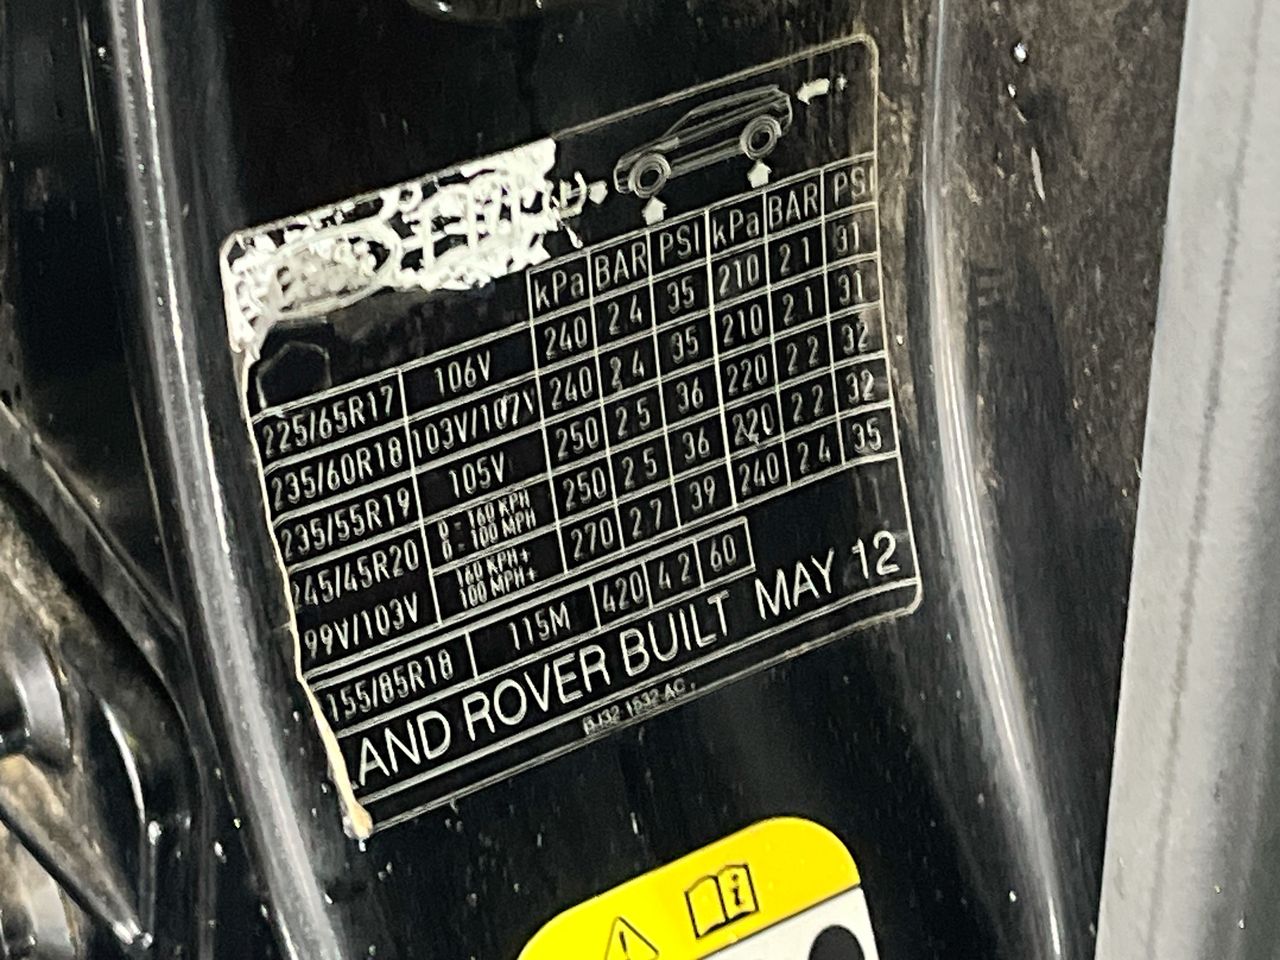 kPa BAR PSI kPa BAR PSI
225/65R17 106V 240 2.4 35 210 2.1 31
235/60R18 103V/107V 240 2.4 35 210 2.1 31
235/55R19 105V 250 2.5 36 220 2.2 32
245/45R20 0 - 160 KPH 250 2.5 36 220 2.2 32
0 - 100 MPH
99V/103V 160 KPH+ 270 2.7 39 240 2.4 35
100 MPH+
155/85R18 115M 420 4.2 60
LAND ROVER BUILT MAY 12